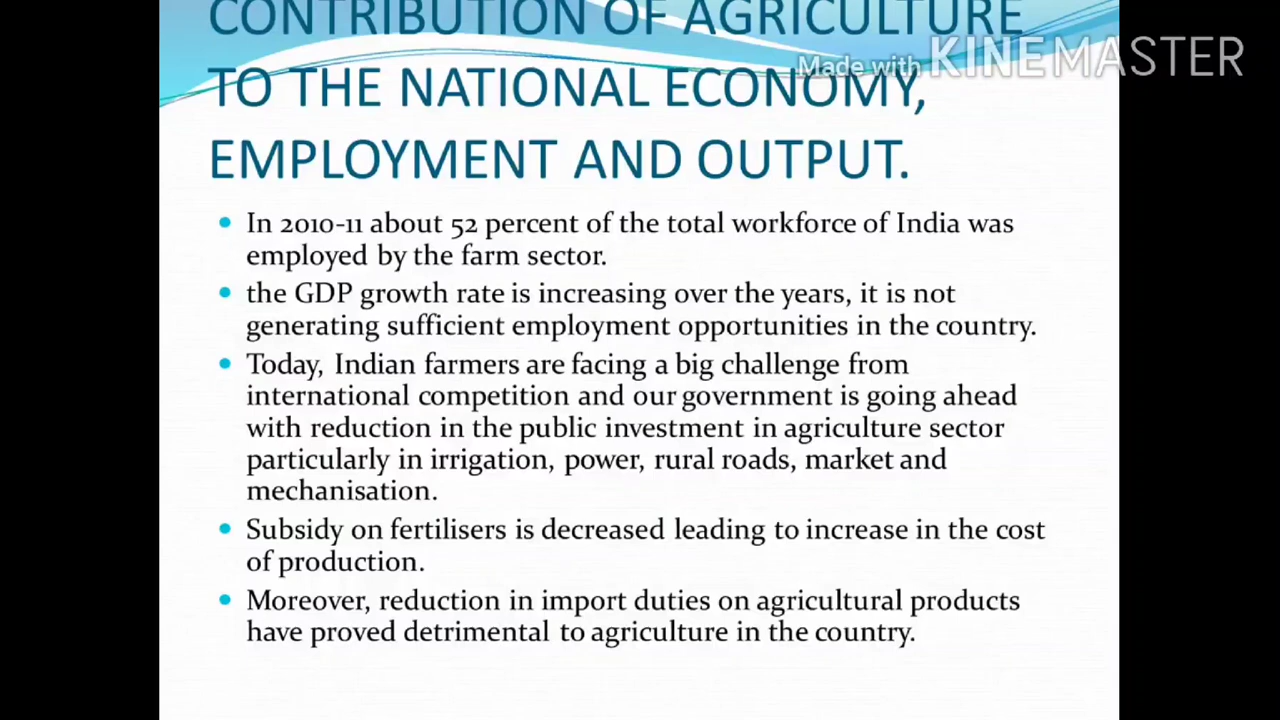 CONTRIBUTION OF AGRICULTURE
Made with KINEMASTER
TO THE NATIONAL ECONOMY,
EMPLOYMENT AND OUTPUT.
• In 2010-11 about 52 percent of the total workforce of India was
employed by the farm sector.
• the GDP growth rate is increasing over the years, it is not
generating sufficient employment opportunities in the country.
• Today, Indian farmers are facing a big challenge from
international competition and our government is going ahead
with reduction in the public investment in agriculture sector
particularly in irrigation, power, rural roads, market and
mechanisation.
• Subsidy on fertilisers is decreased leading to increase in the cost
of production.
• Moreover, reduction in import duties on agricultural products
have proved detrimental to agriculture in the country.